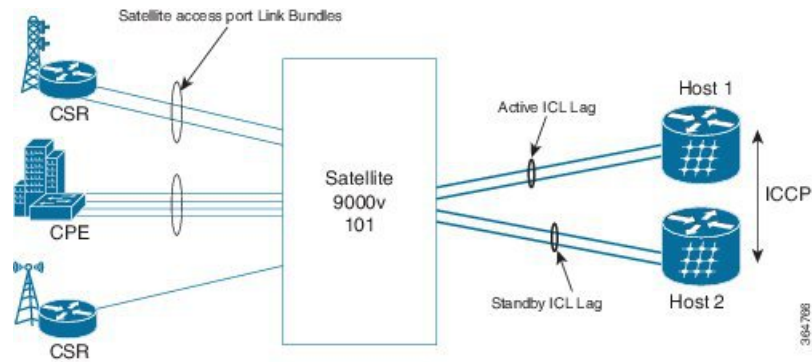 Satellite access port Link Bundles
CSR
CPE
CSR
Satellite
9000v
101
Active ICL Lag
Standby ICL Lag
Host 1
ICCP
Host 2
364766